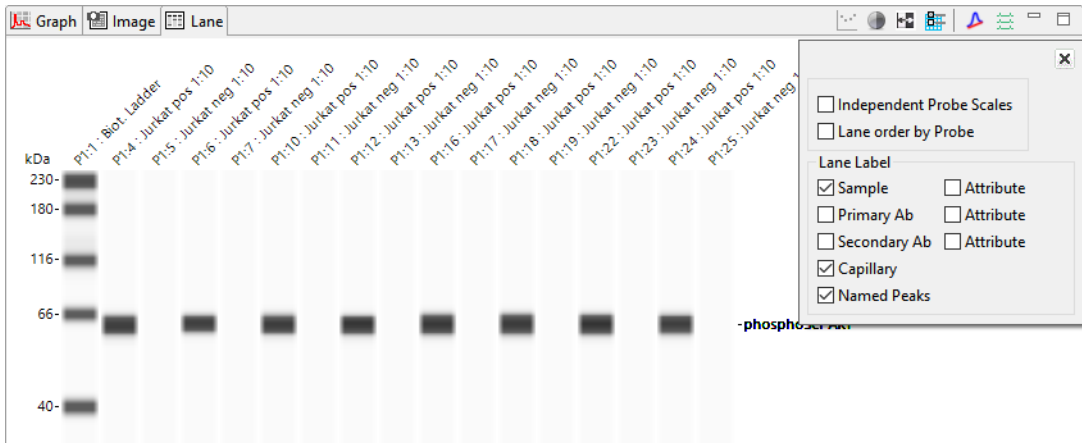 Graph Image Lane
P1:1 : Biot. Ladder
P1:4 : Jurkat pos 1:10
P1:5 : Jurkat neg 1:10
P1:6 : Jurkat pos 1:10
P1:7 : Jurkat neg 1:10
P1:10 : Jurkat pos 1:10
P1:11 : Jurkat neg 1:10
P1:12 : Jurkat pos 1:10
P1:13 : Jurkat neg 1:10
P1:16 : Jurkat pos 1:10
P1:17 : Jurkat neg 1:10
P1:18 : Jurkat pos 1:10
P1:19 : Jurkat neg 1:10
P1:22 : Jurkat pos 1:10
P1:23 : Jurkat neg 1:10
P1:24 : Jurkat pos 1:10
P1:25 : Jurkat neg 1
kDa
230-
180-
116-
66-
40-
Independent Probe Scales
Lane order by Probe
Lane Label
Sample Attribute
Primary Ab Attribute
Secondary Ab Attribute
Capillary
Named Peaks